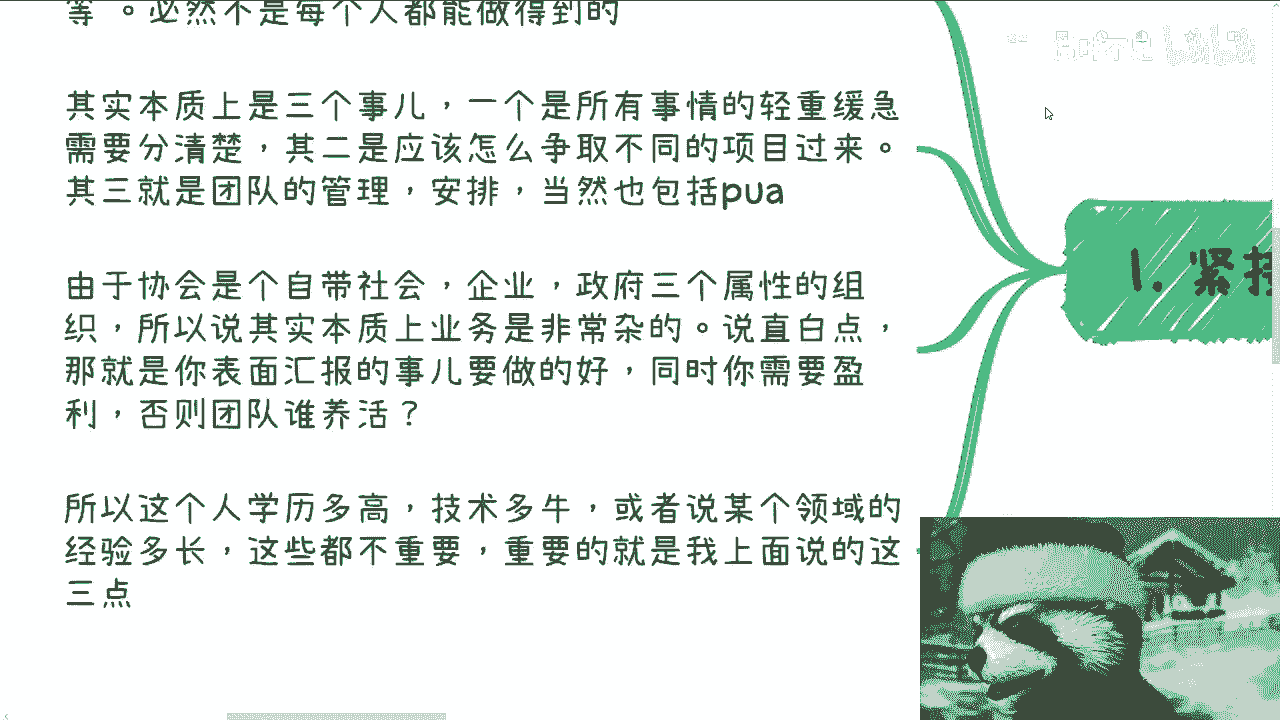 等 。必然不是每个人都能做得到的
其实本质上是三个事儿，一个是所有事情的轻重缓急
需要分清楚，其二是应该怎么争取不同的项目过来。
其三就是团队的管理，安排，当然也包括pua
由于协会是个自带社会，企业，政府三个属性的组
织，所以说其实本质上业务是非常杂的。说直白点，
那就是你表面汇报的事儿要做的好，同时你需要盈
利，否则团队谁养活？
所以这个人学历多高，技术多牛，或者说某个领域的
经验多长，这些都不重要，重要的就是我上面说的这
三点
1. 紧接